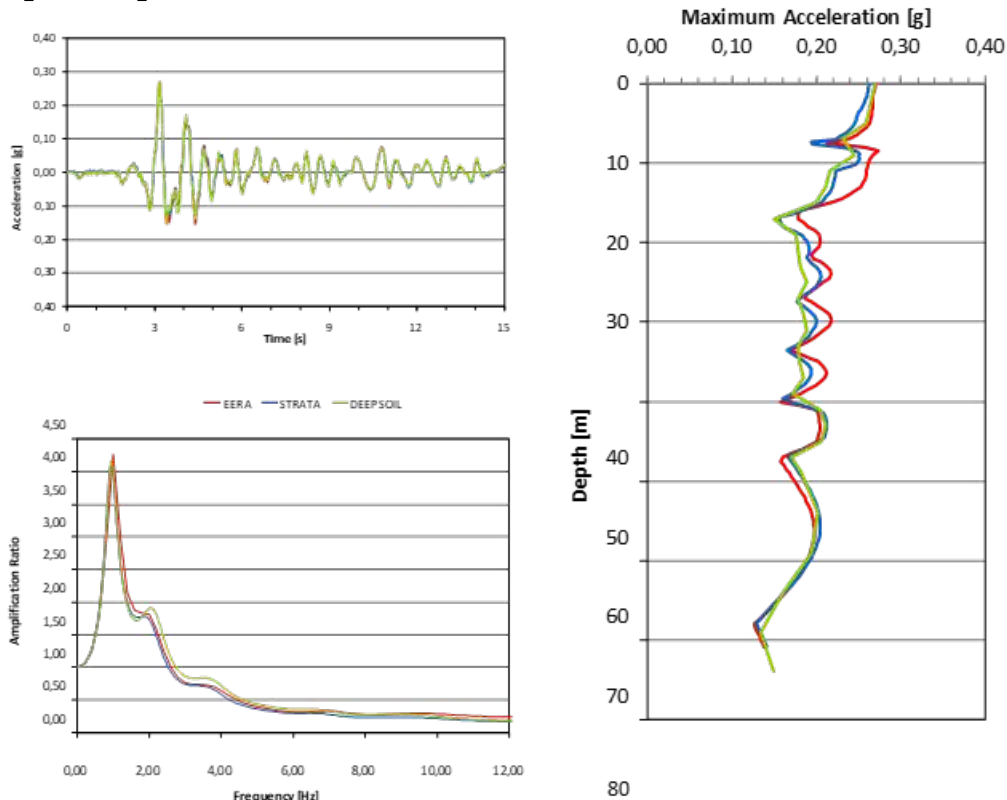 0,40
0,30
0,20
0,10
0,00
0,10
0,20
0,30
0,40
Acceleration [g]
0 3 6 9 12 15
Time [s]
EERA STRATA DEEPSOIL
4,50
4,00
3,50
3,00
2,50
2,00
1,50
1,00
0,50
0,00
Amplification Ratio
0,00 2,00 4,00 6,00 8,00 10,00 12,00
Frequency [Hz]
Maximum Acceleration [g]
0,00 0,10 0,20 0,30 0,40
0
10
20
30
40
50
60
70
80
Depth [m]